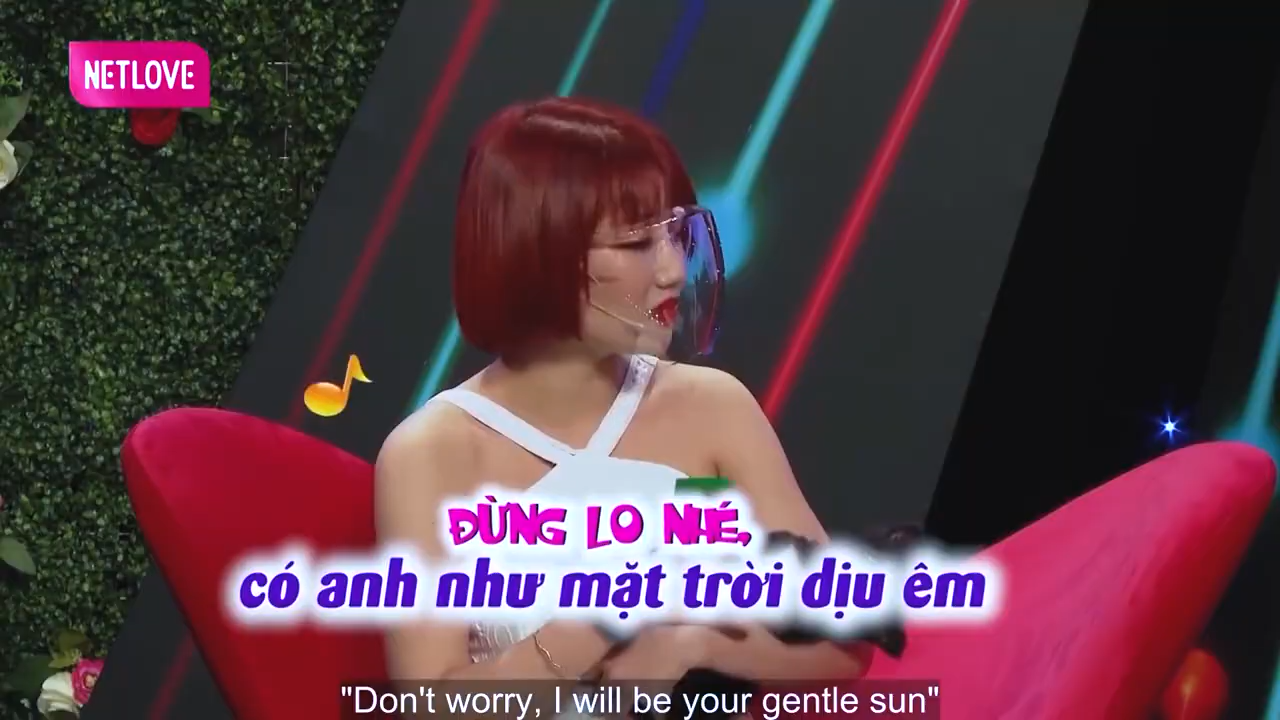 NETLOVE
ĐỪNG LO NHÉ,
có anh như mặt trời dịu êm
"Don't worry, I will be your gentle sun"